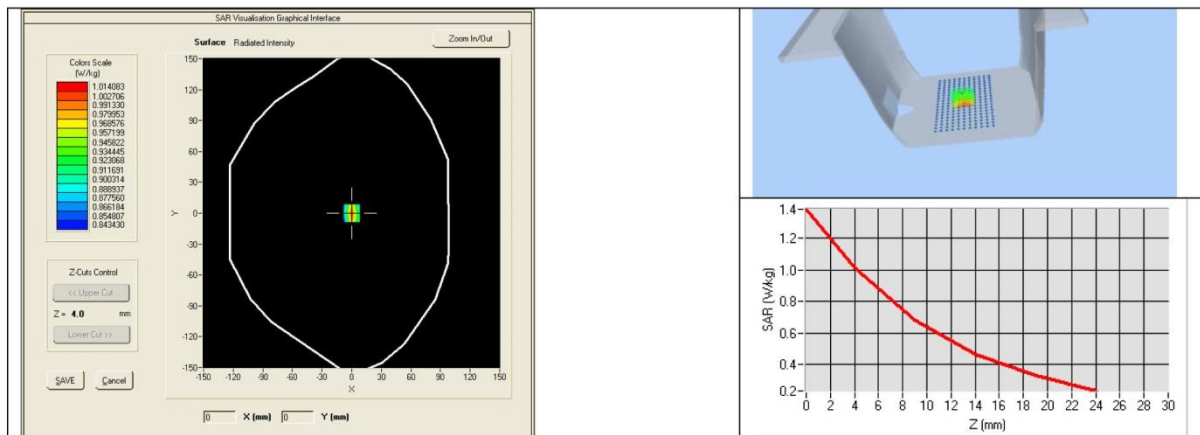 SAR Visualisation Graphical Interface
Surface Radiated Intensity
Zoom In/Out
Colors Scale
(W/kg)
1.014083
1.002706
0.991330
0.979953
0.968576
0.957199
0.945822
0.934445
0.923068
0.911691
0.900314
0.888937
0.877560
0.866184
0.854807
0.843430
Z-Cuts Control
<< Upper Cut
Z = 4.0 mm
Lower Cut >>
SAVE Cancel
150
120
90
60
30
Y 0
-30
-60
-90
-120
-150
-150 -120 -90 -60 -30 0 30 60 90 120 150
X
0 X (mm) 0 Y (mm)
SAR (W/kg)
1.4
1.2
1.0
0.8
0.6
0.4
0.2
0 2 4 6 8 10 12 14 16 18 20 22 24 26 28 30
Z (mm)